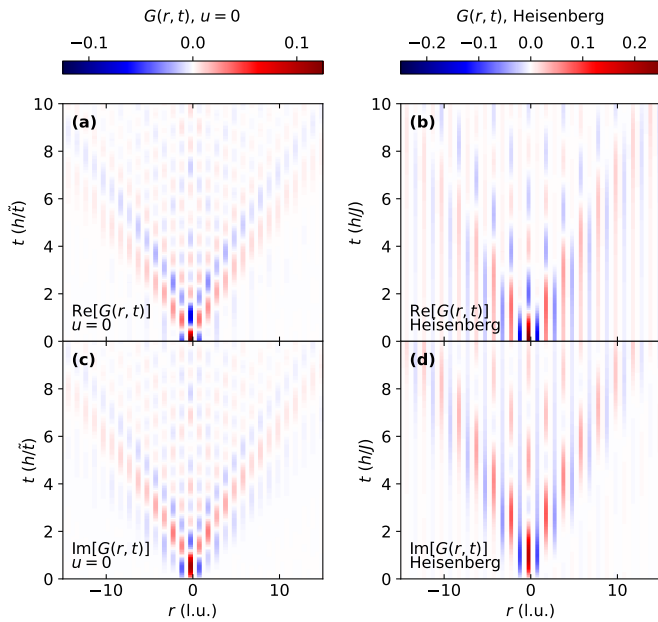 G(r, t), u = 0
G(r, t), Heisenberg
−0.1 0.0 0.1
−0.2 −0.1 0.0 0.1 0.2
(a)
(b)
10
8
6
4
2
0
t (h/t̃)
Re[G(r, t)]
u = 0
10
8
6
4
2
0
t (h/J)
Re[G(r, t)]
Heisenberg
(c)
(d)
8
6
4
2
0
t (h/t̃)
Im[G(r, t)]
u = 0
8
6
4
2
0
t (h/J)
Im[G(r, t)]
Heisenberg
−10 0 10
−10 0 10
r (l.u.)
r (l.u.)